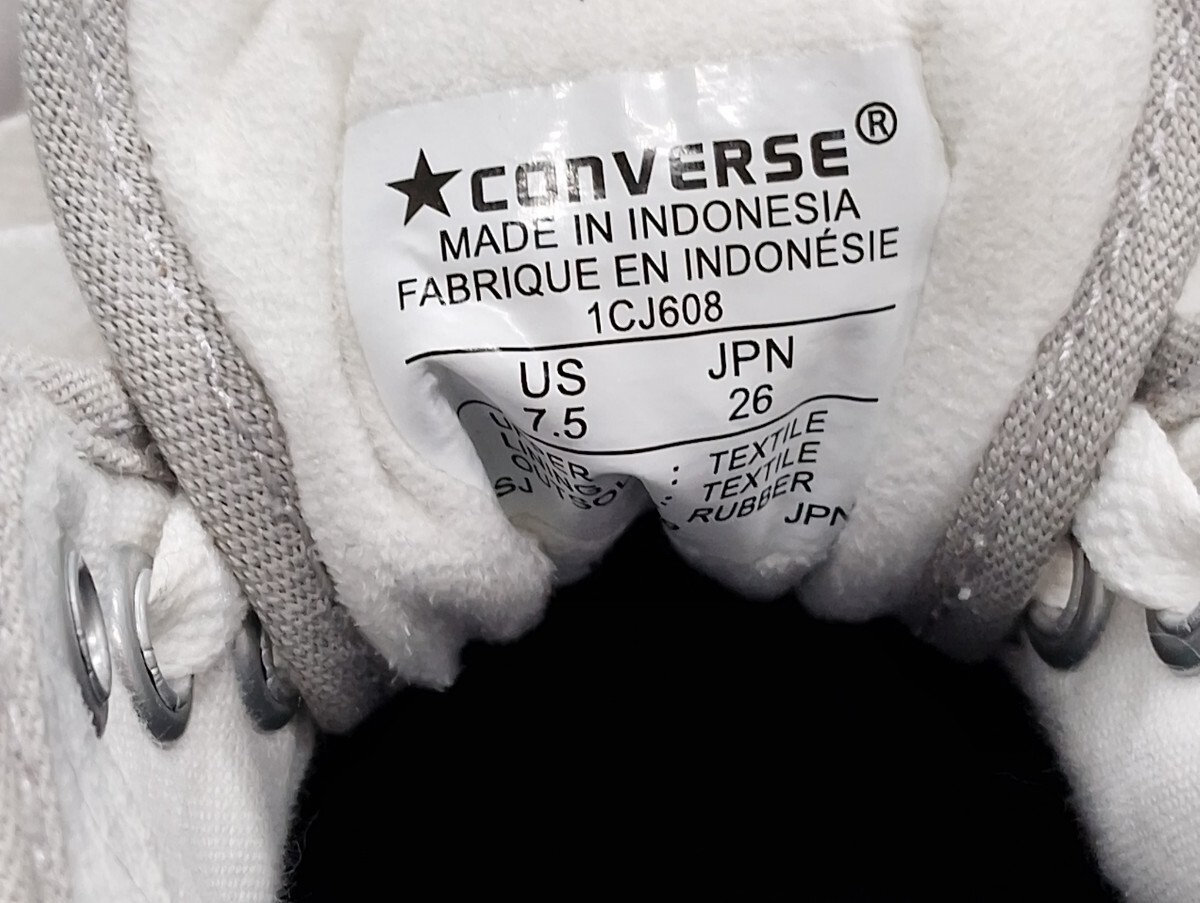 ★CONVERSE®
MADE IN INDONESIA
FABRIQUE EN INDONÉSIE
1CJ608
US JPN
7.5 26
: TEXTILE
: TEXTILE
RUBBER
JPN